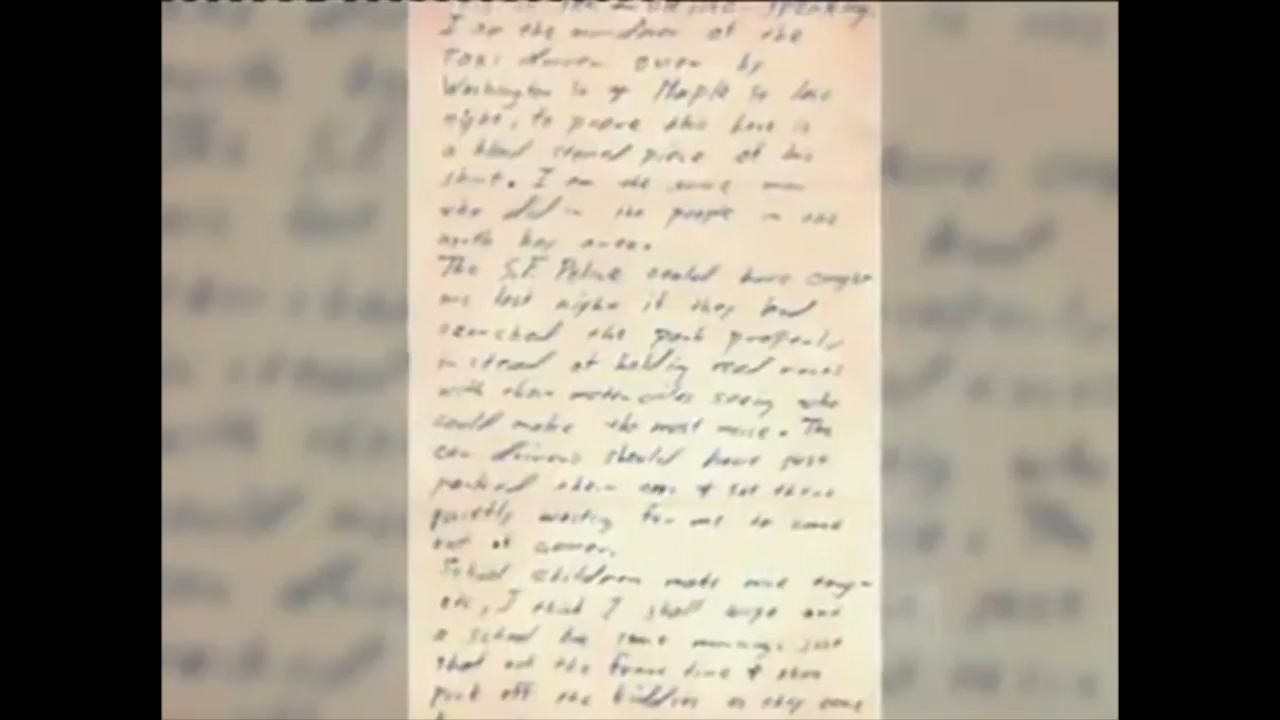 speaking.
I am the murderer of the
taxi driver over by
Washington St & Maple St last
night, to prove this here is
a blood stained piece of his
shirt. I am the same man
who did in the people in the
north bay area.
The S.F. Police could have caught
me last night if they had
searched the park properly
instead of holding road races
with their motorcicles seeing who
could make the most noise. The
car drivers should have just
parked their cars & sat there
quietly waiting for me to come
out of cover.
School children make nice targ-
ets, I think I shall wipe out
a school bus some morning. Just
shoot out the front tire & then
pick off the kiddies as they come